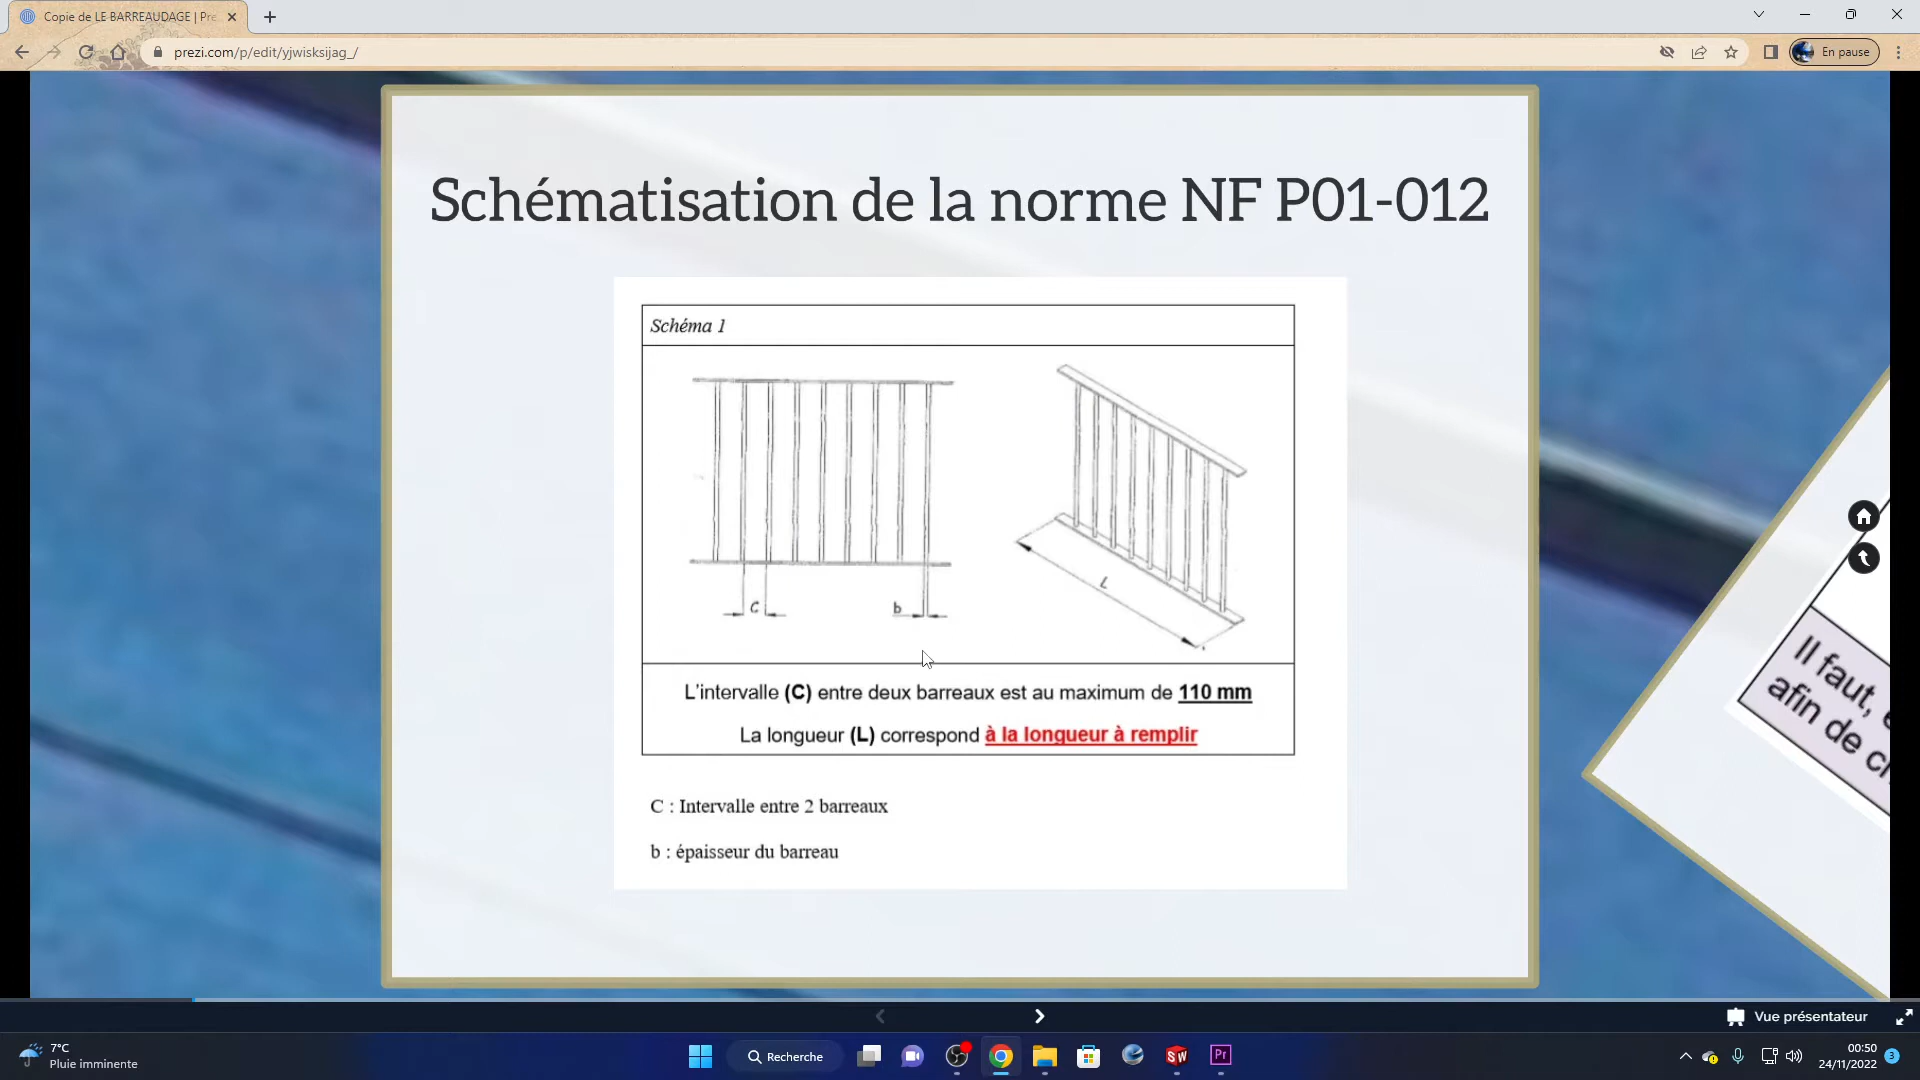 Copie de LE BARREAUDAGE | Pre
prezi.com/p/edit/yjwisksijag_/
En pause
Schématisation de la norme NF P01-012
Schéma 1
C
b
L
L'intervalle (C) entre deux barreaux est au maximum de 110 mm
La longueur (L) correspond à la longueur à remplir
C : Intervalle entre 2 barreaux
b : épaisseur du barreau
Il faut,
afin de
Vue présentateur
7°C
Pluie imminente
Recherche
SW
Pr
00:50
24/11/2022
3